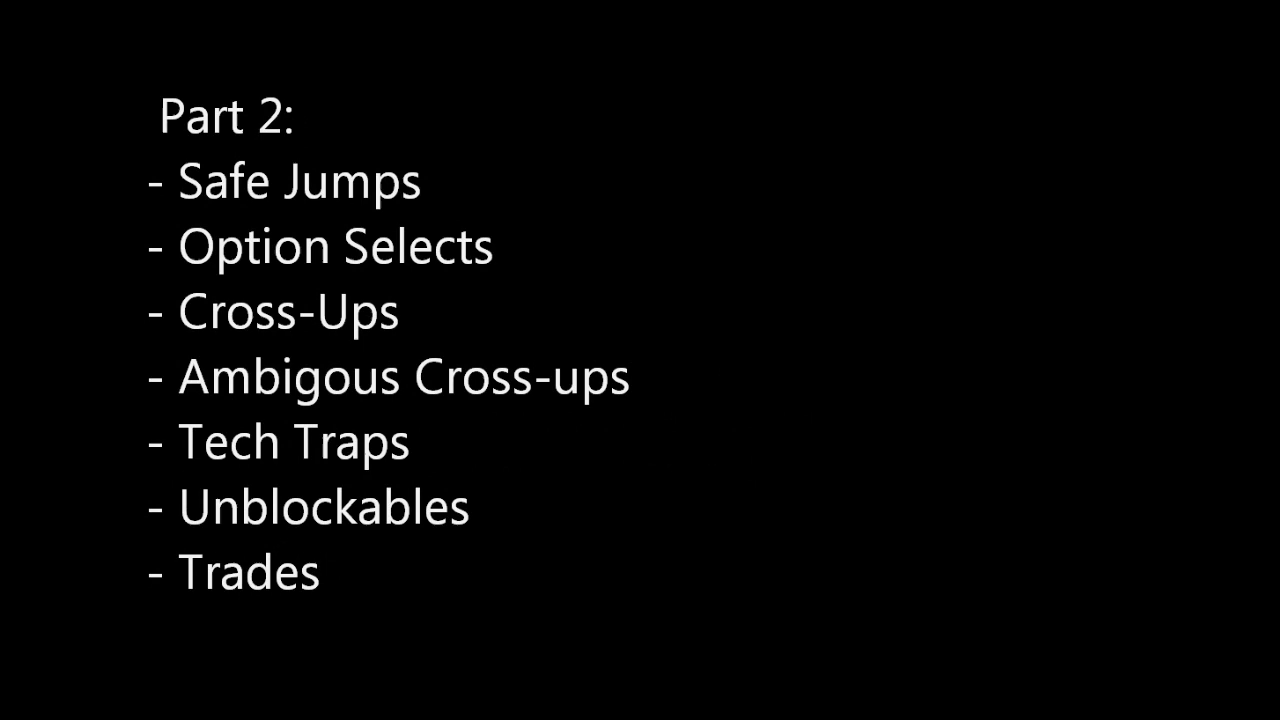 Part 2:
- Safe Jumps
- Option Selects
- Cross-Ups
- Ambigous Cross-ups
- Tech Traps
- Unblockables
- Trades